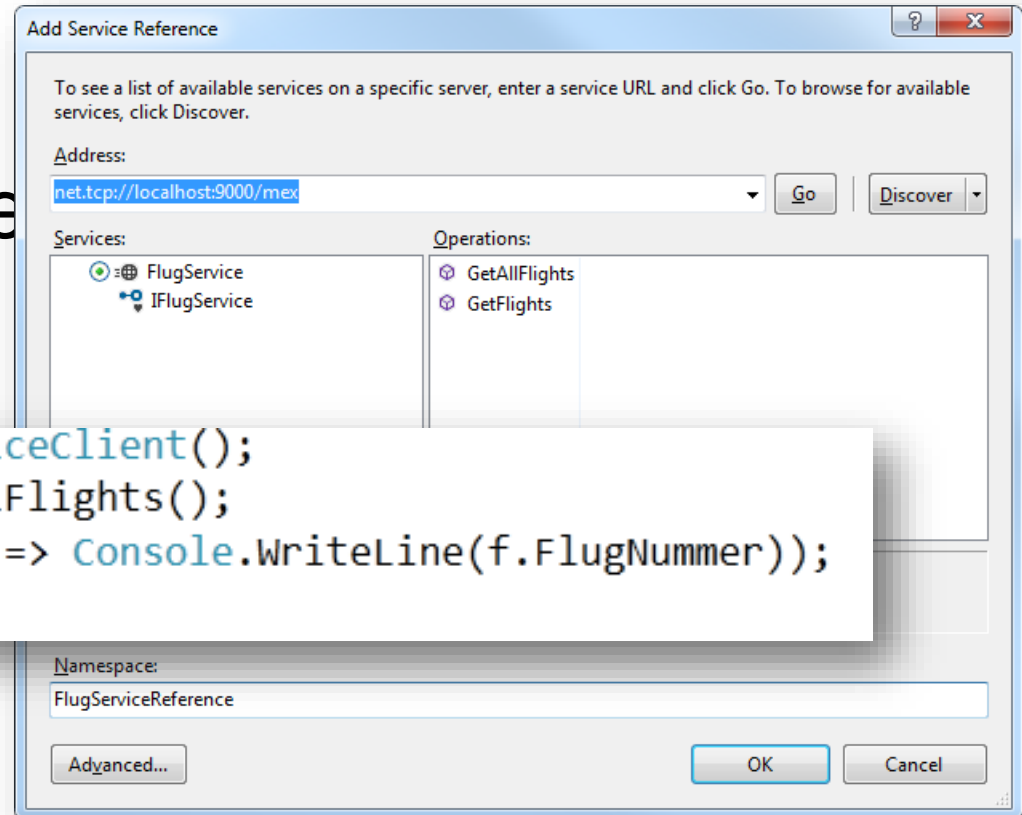 Add Service Reference
To see a list of available services on a specific server, enter a service URL and click Go. To browse for available
services, click Discover.
Address:
net.tcp://localhost:9000/mex
Go
Discover
Services:
Operations:
FlugService
IFlugService
GetAllFlights
GetFlights
ceClient();
Flights();
=> Console.WriteLine(f.FlugNummer));
Namespace:
FlugServiceReference
Advanced...
OK
Cancel